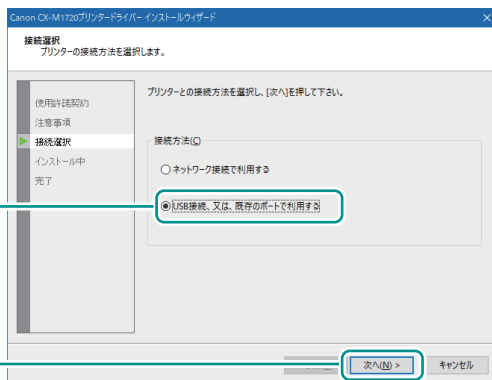 Canon CX-M1720プリンタードライバー インストールウィザード
接続選択
プリンターの接続方法を選択します。
プリンターとの接続方法を選択し、[次へ]を押して下さい。
使用許諾契約
注意事項
接続選択
インストール中
完了
接続方法(C)
ネットワーク接続で利用する
USB接続、又は、既存のポートで利用する
次へ(N) >
キャンセル